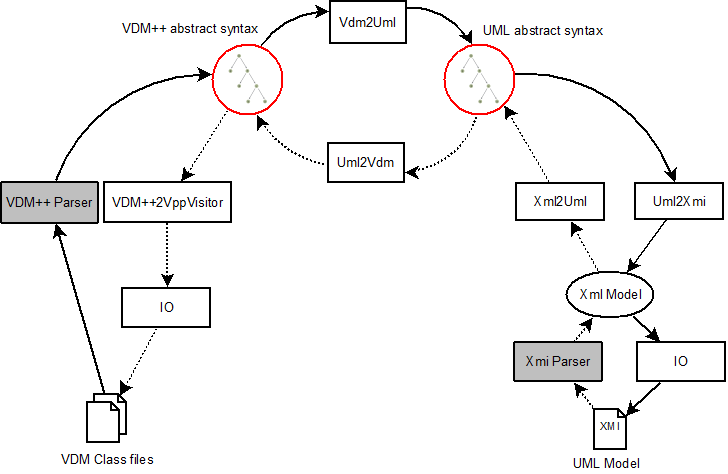 Vdm2Uml
VDM++ abstract syntax
UML abstract syntax
Uml2Vdm
VDM++ Parser
VDM++2VppVisitor
Xml2Uml
Uml2Xmi
IO
Xml Model
Xmi Parser
IO
XMI
VDM Class files
UML Model